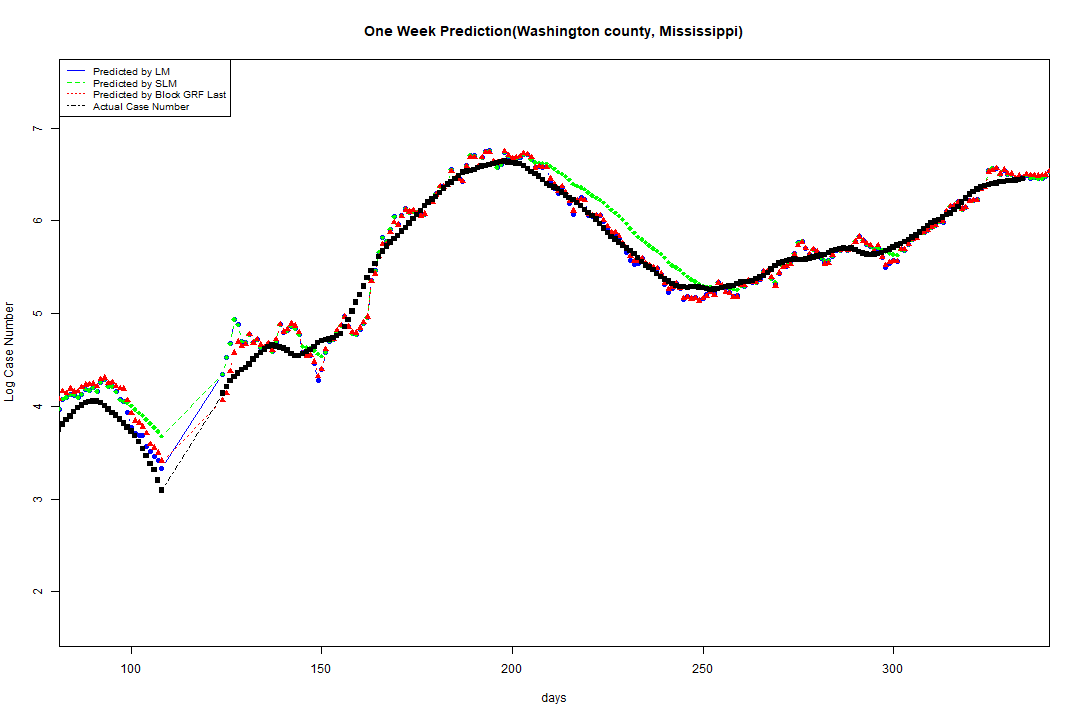 One Week Prediction(Washington county, Mississippi)
Predicted by LM
Predicted by SLM
Predicted by Block GRF Last
Actual Case Number
7
6
5
4
3
2
Log Case Number
100 150 200 250 300
days